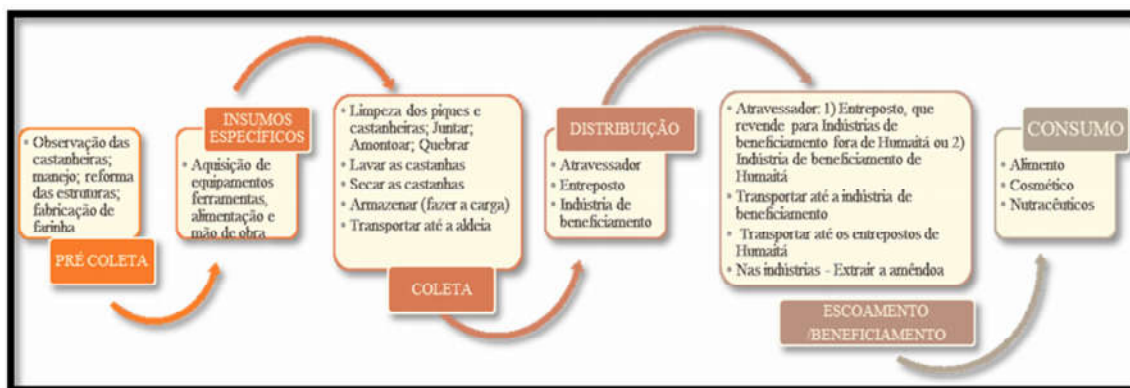 • Observação das
castanheiras;
manejo; reforma
das estruturas;
fabricação de
farinha
PRÉ COLETA
INSUMOS
ESPECÍFICOS
• Aquisição de
equipamentos
ferramentas,
alimentação e
mão de obra
• Limpeza dos piques e
castanheiras; Juntar;
Amontoar; Quebrar
• Lavar as castanhas
• Secar as castanhas
• Armazenar (fazer a carga)
• Transportar até a aldeia
COLETA
DISTRIBUIÇÃO
• Atravessador
• Entreposto
• Indústria de
beneficiamento
• Atravessador: 1) Entreposto, que
revende para Indústrias de
beneficiamento fora de Humaitá ou 2)
Indústria de beneficiamento de
Humaitá
• Transportar até a indústria de
beneficiamento
• Transportar até os entrepostos de
Humaitá
• Nas indústrias - Extrair a amêndoa
ESCOAMENTO
/BENEFICIAMENTO
CONSUMO
• Alimento
• Cosmético
• Nutracêuticos